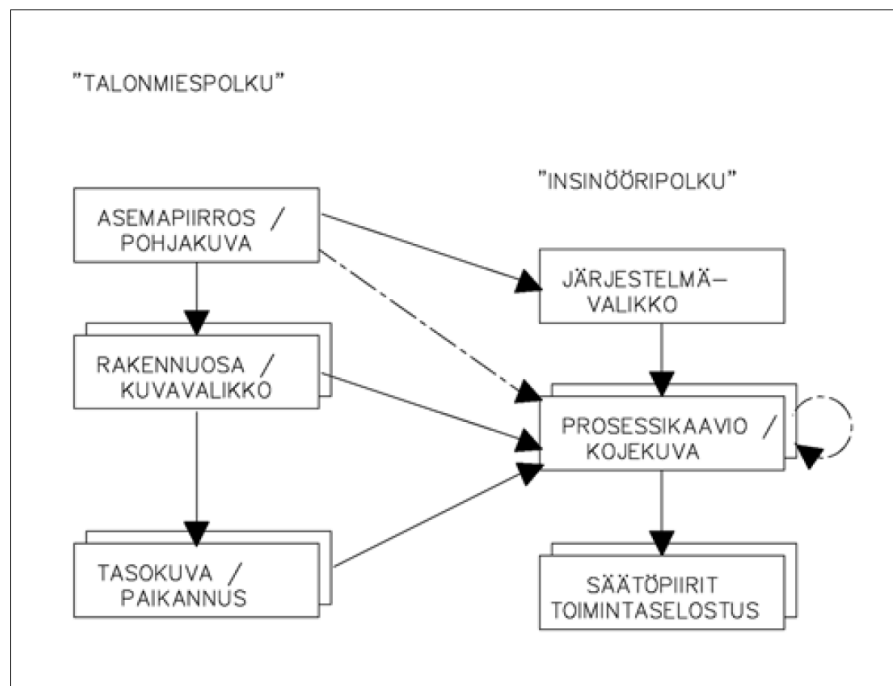 "TALONMIESPOLKU"
"INSINÖÖRIPOLKU"
ASEMAPIIRROS /
POHJAKUVA
JÄRJESTELMÄ–
VALIKKO
RAKENNUOSA /
KUVAVALIKKO
PROSESSIKAAVIO /
KOJEKUVA
TASOKUVA /
PAIKANNUS
SÄÄTÖPIIRIT
TOIMINTASELOSTUS